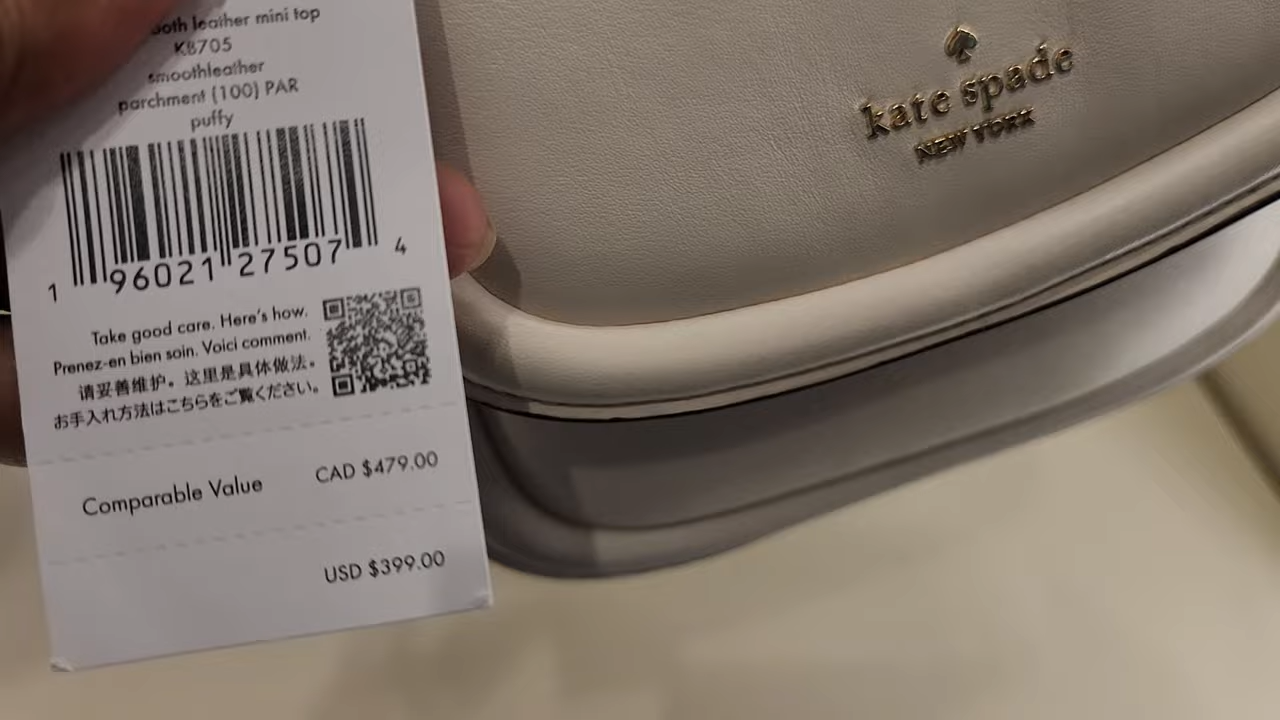 leather mini top
K8705
smoothleather
parchment (100) PAR
puffy
1 96021 27507 4
Take good care. Here's how.
Prenez-en bien soin. Voici comment.
请妥善维护。这里是具体做法。
お手入れ方法はこちらをご覧ください。
Comparable Value CAD $479.00
USD $399.00
kate spade
NEW YORK